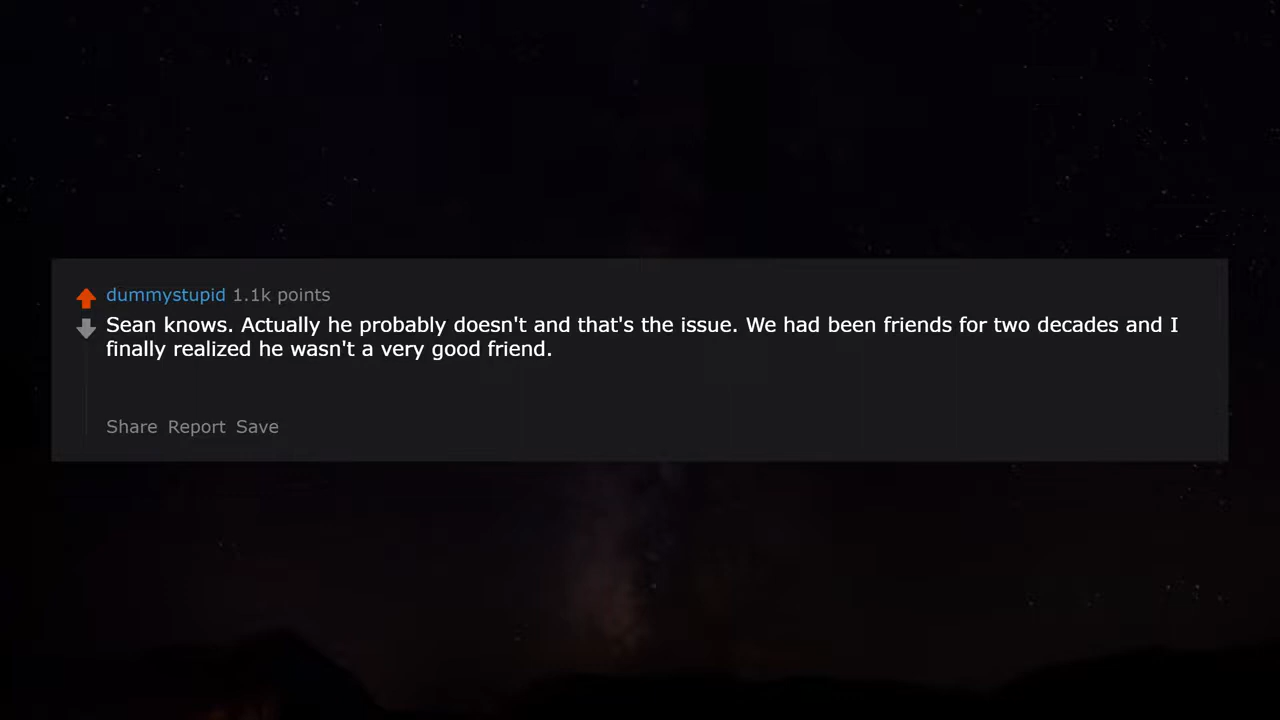 dummystupid 1.1k points
Sean knows. Actually he probably doesn't and that's the issue. We had been friends for two decades and I
finally realized he wasn't a very good friend.
Share Report Save